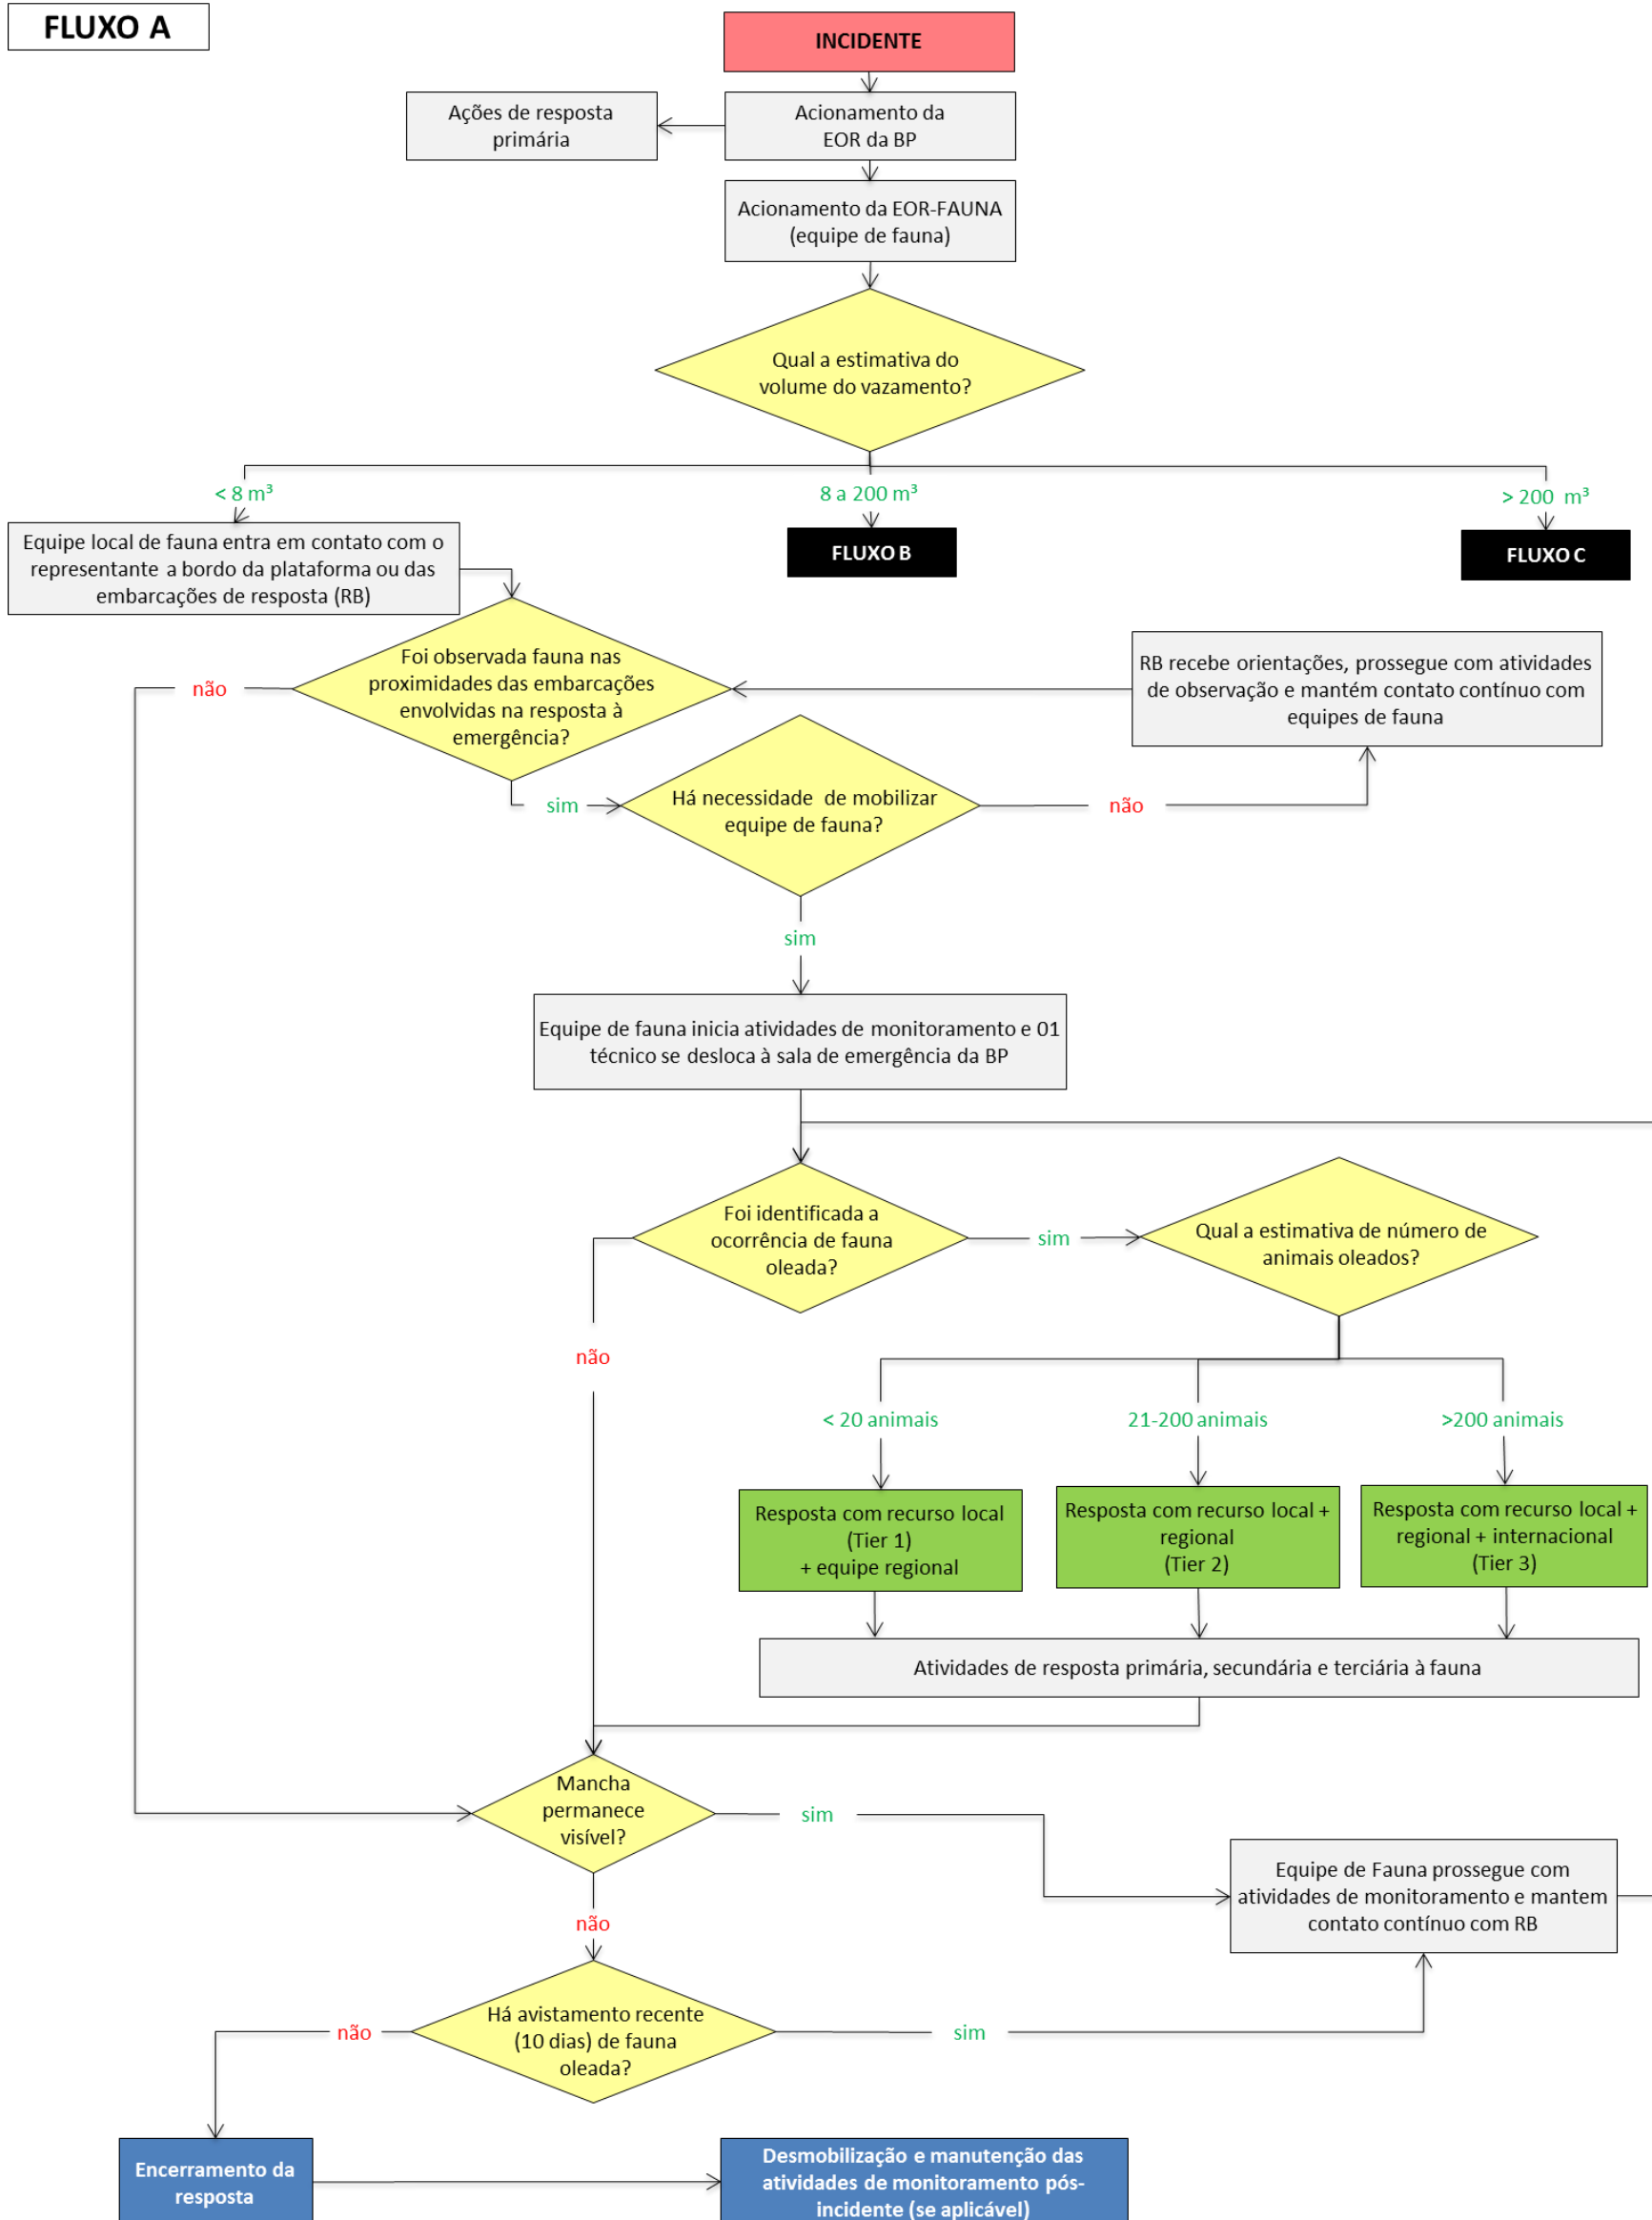 FLUXO A
INCIDENTE
Ações de resposta
primária
Acionamento da
EOR da BP
Acionamento da EOR-FAUNA
(equipe de fauna)
Qual a estimativa do
volume do vazamento?
< 8 m³
8 a 200 m³
> 200 m³
Equipe local de fauna entra em contato com o
representante a bordo da plataforma ou das
embarcações de resposta (RB)
FLUXO B
FLUXO C
Foi observada fauna nas
proximidades das embarcações
envolvidas na resposta à
emergência?
não
RB recebe orientações, prossegue com atividades
de observação e mantém contato contínuo com
equipes de fauna
sim
Há necessidade de mobilizar
equipe de fauna?
não
sim
Equipe de fauna inicia atividades de monitoramento e 01
técnico se desloca à sala de emergência da BP
Foi identificada a
ocorrência de fauna
oleada?
sim
Qual a estimativa de número de
animais oleados?
não
< 20 animais
21-200 animais
>200 animais
Resposta com recurso local
(Tier 1)
+ equipe regional
Resposta com recurso local +
regional
(Tier 2)
Resposta com recurso local +
regional + internacional
(Tier 3)
Atividades de resposta primária, secundária e terciária à fauna
Mancha
permanece
visível?
sim
Equipe de Fauna prossegue com
atividades de monitoramento e mantem
contato contínuo com RB
não
Há avistamento recente
(10 dias) de fauna
oleada?
não
sim
Encerramento da
resposta
Desmobilização e manutenção das
atividades de monitoramento pós-
incidente (se aplicável)